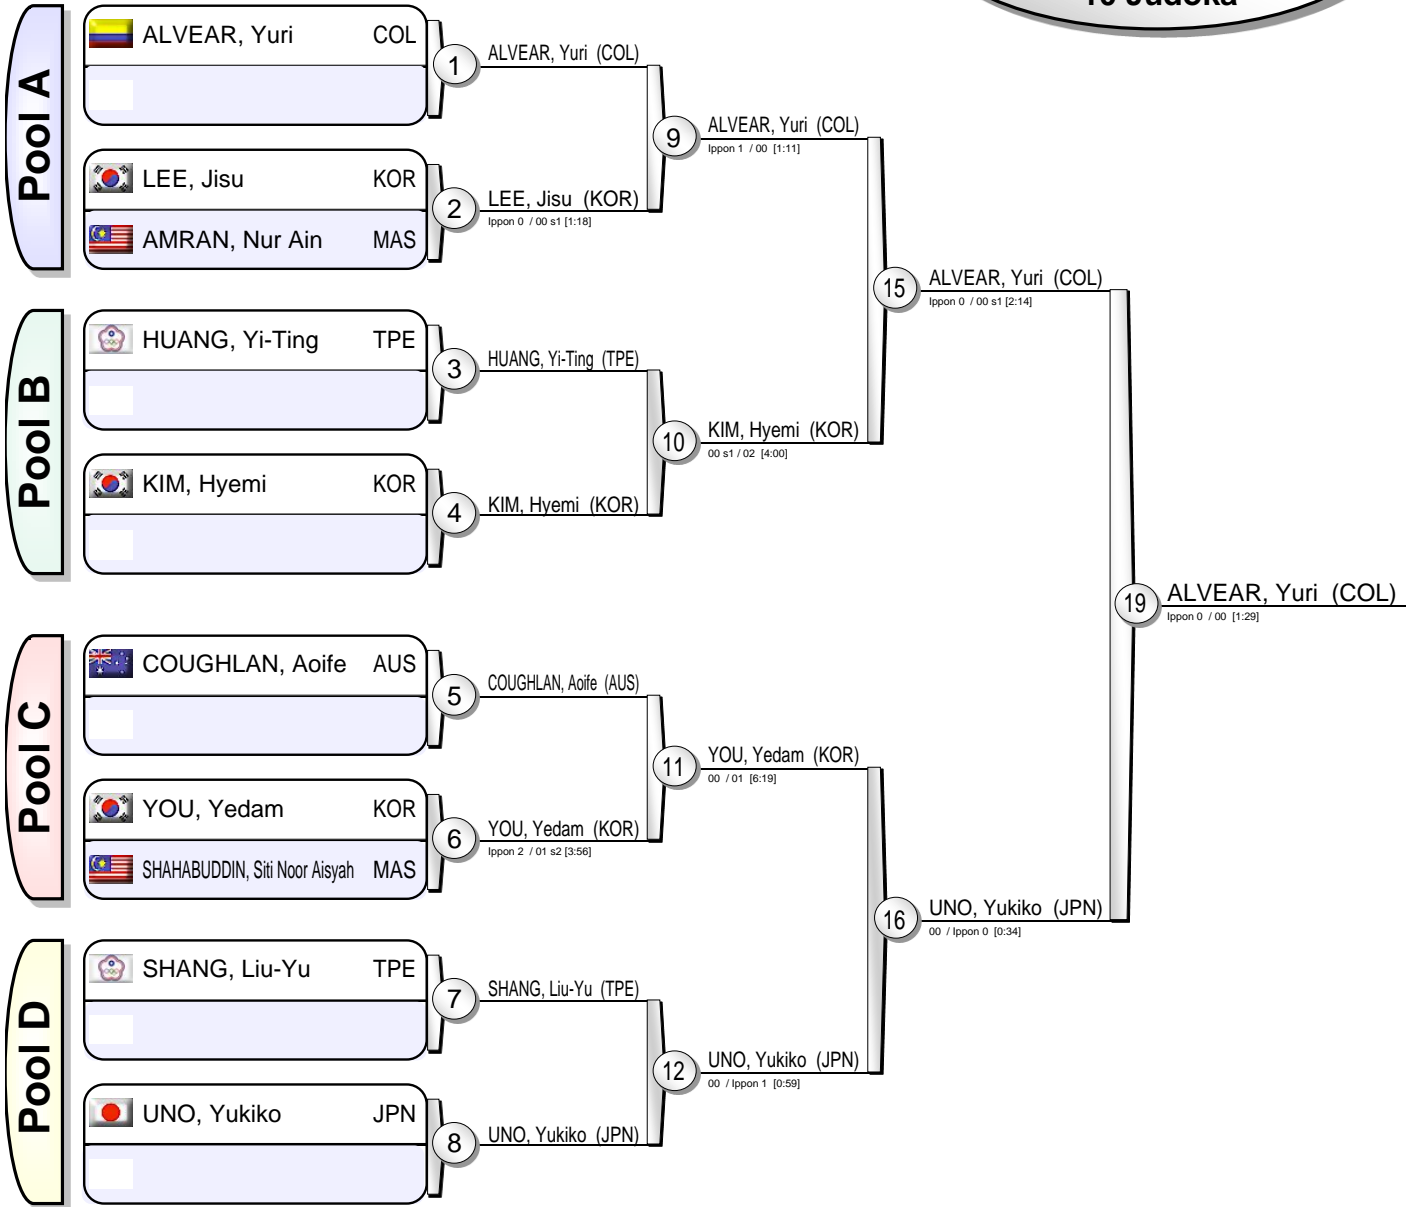 10 Judoka
Pool A
ALVEAR, Yuri COL
1
ALVEAR, Yuri (COL)
LEE, Jisu KOR
AMRAN, Nur Ain MAS
2
LEE, Jisu (KOR)
Ippon 0 / 00 s1 [1:18]
9
ALVEAR, Yuri (COL)
Ippon 1 / 00 [1:11]
Pool B
HUANG, Yi-Ting TPE
3
HUANG, Yi-Ting (TPE)
KIM, Hyemi KOR
4
KIM, Hyemi (KOR)
10
KIM, Hyemi (KOR)
00 s1 / 02 [4:00]
15
ALVEAR, Yuri (COL)
Ippon 0 / 00 s1 [2:14]
Pool C
COUGHLAN, Aoife AUS
5
COUGHLAN, Aoife (AUS)
YOU, Yedam KOR
SHAHABUDDIN, Siti Noor Aisyah MAS
6
YOU, Yedam (KOR)
Ippon 2 / 01 s2 [3:56]
11
YOU, Yedam (KOR)
00 / 01 [6:19]
Pool D
SHANG, Liu-Yu TPE
7
SHANG, Liu-Yu (TPE)
UNO, Yukiko JPN
8
UNO, Yukiko (JPN)
12
UNO, Yukiko (JPN)
00 / Ippon 1 [0:59]
16
UNO, Yukiko (JPN)
00 / Ippon 0 [0:34]
19
ALVEAR, Yuri (COL)
Ippon 0 / 00 [1:29]